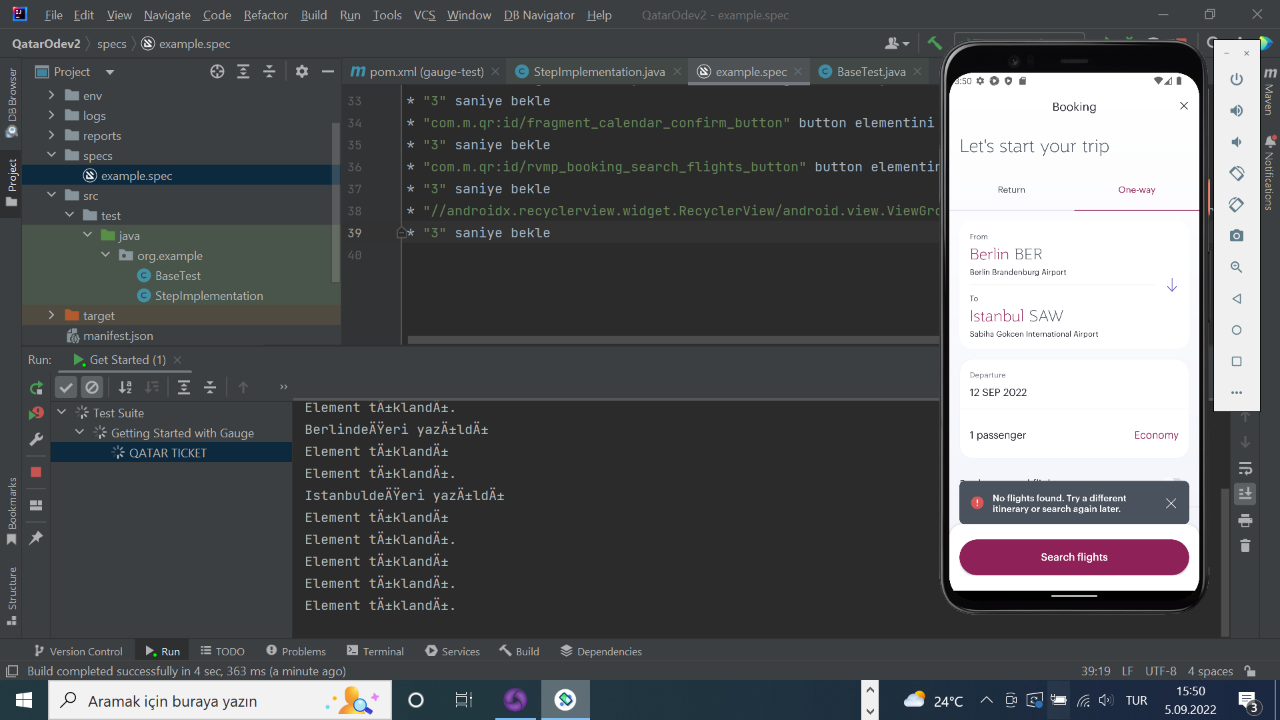 File Edit View Navigate Code Refactor Build Run Tools VCS Window DB Navigator Help QatarOdev2 - example.spec
QatarOdev2 specs example.spec
Project
pom.xml (gauge-test) StepImplementation.java example.spec BaseTest.java
DB Browser
Project
Bookmarks
Structure
Maven
Notifications
env
logs
reports
specs
example.spec
src
test
java
org.example
BaseTest
StepImplementation
target
manifest.json
33 * "3" saniye bekle
34 * "com.m.qr:id/fragment_calendar_confirm_button" button elementini
35 * "3" saniye bekle
36 * "com.m.qr:id/rvmp_booking_search_flights_button" button elementin
37 * "3" saniye bekle
38 * "//androidx.recyclerview.widget.RecyclerView/android.view.ViewGro
39 * "3" saniye bekle
40
Run: Get Started (1)
Test Suite
Getting Started with Gauge
QATAR TICKET
Element tÄ±klandÄ±.
BerlindeÄŸeri yazÄ±ldÄ±
Element tÄ±klandÄ±
Element tÄ±klandÄ±.
IstanbuldeÄŸeri yazÄ±ldÄ±
Element tÄ±klandÄ±
Element tÄ±klandÄ±.
Element tÄ±klandÄ±
Element tÄ±klandÄ±.
Element tÄ±klandÄ±.
3:50
Booking
Let's start your trip
Return One-way
From
Berlin BER
Berlin Brandenburg Airport
To
Istanbul SAW
Sabiha Gokcen International Airport
Departure
12 SEP 2022
1 passenger Economy
No flights found. Try a different
itinerary or search again later.
Search flights
Version Control Run TODO Problems Terminal Services Build Dependencies
Build completed successfully in 4 sec, 363 ms (a minute ago) 39:19 LF UTF-8 4 spaces
Aramak için buraya yazın
24°C TUR 15:50
5.09.2022
3